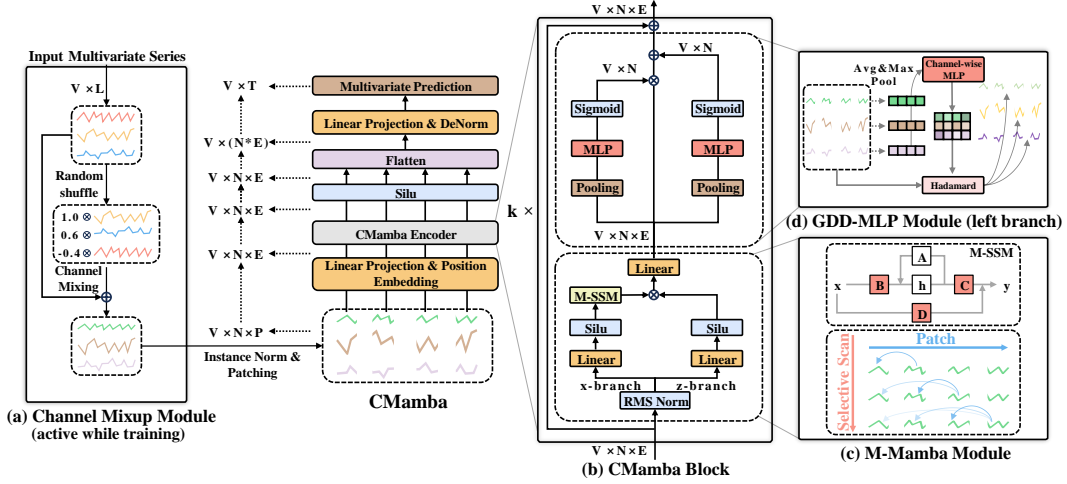 Input Multivariate Series
V × L
Random
shuffle
1.0 ⊗
0.6 ⊗
-0.4 ⊗
Channel
Mixing
(a) Channel Mixup Module
(active while training)
V × T
V × (N*E)
V × N × E
V × N × E
V × N × E
V × N × P
Instance Norm &
Patching
Multivariate Prediction
Linear Projection & DeNorm
Flatten
Silu
CMamba Encoder
Linear Projection & Position
Embedding
CMamba
V × N × E
k ×
V × N
V × N
Sigmoid
Sigmoid
MLP
MLP
Pooling
Pooling
V × N × E
Linear
M-SSM
Silu
Silu
Linear
Linear
x-branch
z-branch
RMS Norm
V × N × E
(b) CMamba Block
Avg&Max
Pool
Channel-wise
MLP
Hadamard
(d) GDD-MLP Module (left branch)
M-SSM
A
x
B
h
C
y
D
Patch
Selective Scan
(c) M-Mamba Module